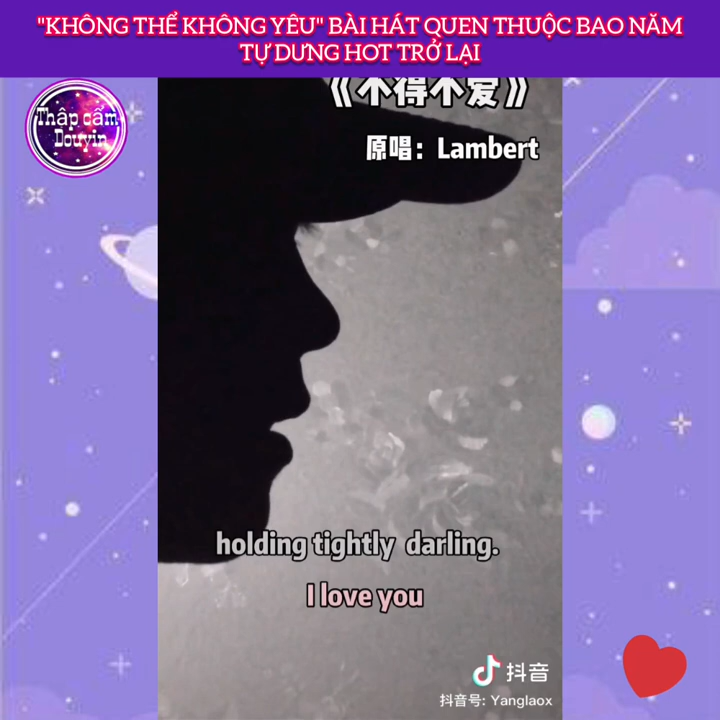 "KHÔNG THỂ KHÔNG YÊU" BÀI HÁT QUEN THUỘC BAO NĂM
TỰ DƯNG HOT TRỞ LẠI
Thập cẩm
Douyin
《不得不爱》
原唱：Lambert
holding tightly darling.
I love you
抖音
抖音号: Yanglaox